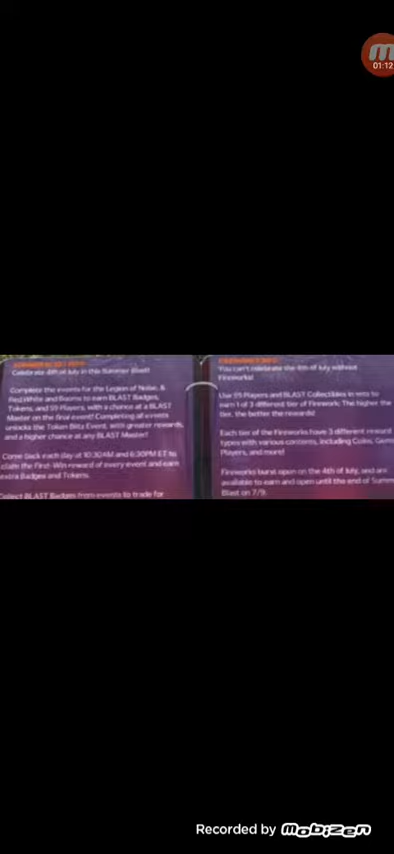 01:12
Celebrate 4th of July in this Summer Blast!
Complete the events for the Legion of Noise, &
Red White and Booms to earn BLAST Badges,
Tokens, and 99 Players, with a chance at a BLAST
Master on the final event! Completing all events
unlocks the Token Blitz Event, with greater rewards,
and a higher chance at any BLAST Master!
Come back each day at 10:30AM and 6:30PM ET to
claim the First-Win reward of every event and earn
extra Badges and Tokens.
Collect BLAST Badges from events to trade for
You can't celebrate the 4th of July without
Fireworks!
Use 99 Players and BLAST Collectibles in sets to
earn 1 of 3 different tier of Firework; The higher the
tier, the better the rewards!
Each tier of the Fireworks have 3 different reward
types with various contents, including Coins, Gems
Players, and more!
Fireworks burst open on the 4th of July, and are
available to earn and open until the end of Summ
Blast on 7/9.
Recorded by Mobizen